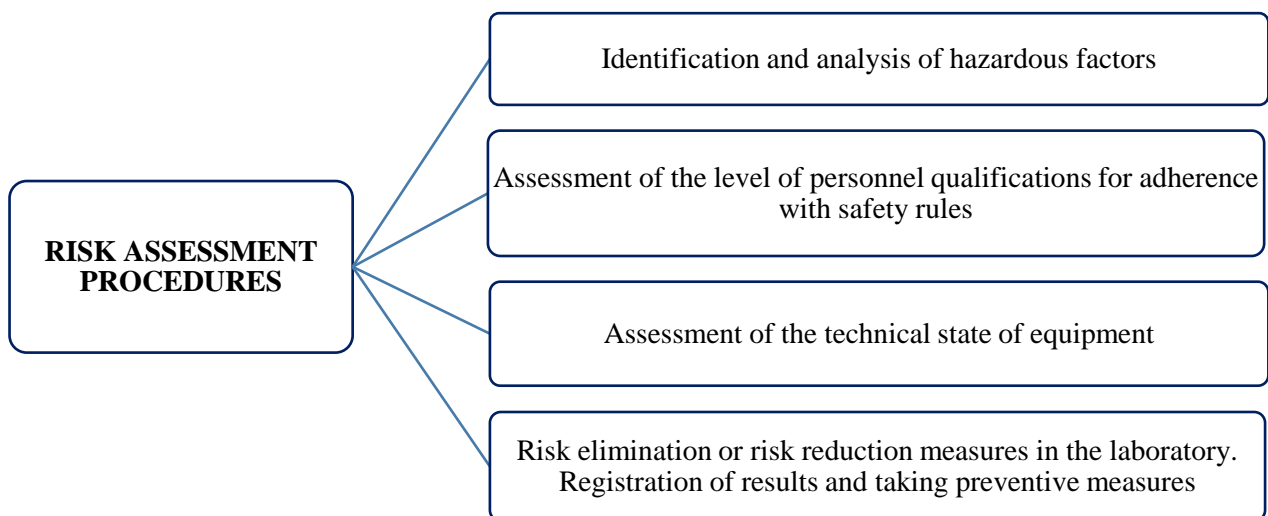 Identification and analysis of hazardous factors
Assessment of the level of personnel qualifications for adherence
with safety rules
RISK ASSESSMENT
PROCEDURES
Assessment of the technical state of equipment
Risk elimination or risk reduction measures in the laboratory.
Registration of results and taking preventive measures